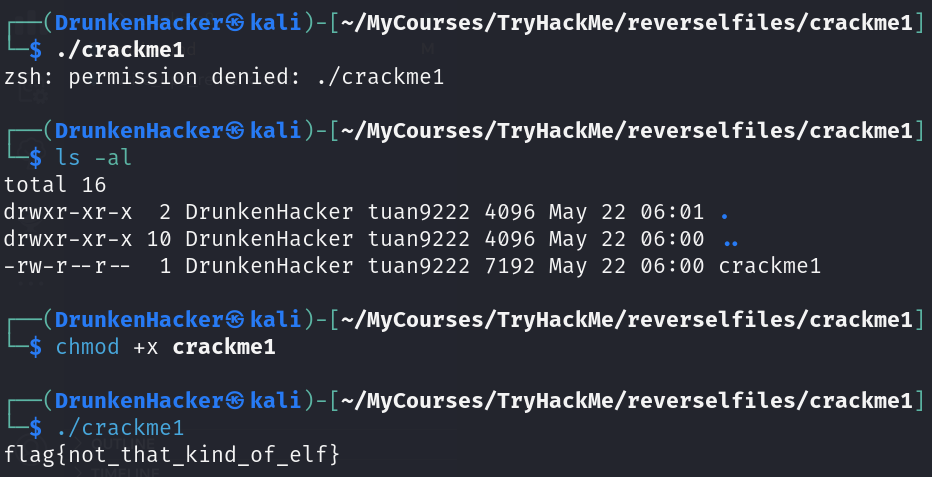 ┌──(DrunkenHacker㉿kali)-[~/MyCourses/TryHackMe/reverselfiles/crackme1]
└─$ ./crackme1
zsh: permission denied: ./crackme1
┌──(DrunkenHacker㉿kali)-[~/MyCourses/TryHackMe/reverselfiles/crackme1]
└─$ ls -al
total 16
drwxr-xr-x  2 DrunkenHacker tuan9222 4096 May 22 06:01 .
drwxr-xr-x 10 DrunkenHacker tuan9222 4096 May 22 06:00 ..
-rw-r--r--  1 DrunkenHacker tuan9222 7192 May 22 06:00 crackme1
┌──(DrunkenHacker㉿kali)-[~/MyCourses/TryHackMe/reverselfiles/crackme1]
└─$ chmod +x crackme1
┌──(DrunkenHacker㉿kali)-[~/MyCourses/TryHackMe/reverselfiles/crackme1]
└─$ ./crackme1
OUTLINE
flag{not_that_kind_of_elf}
TIMELINE